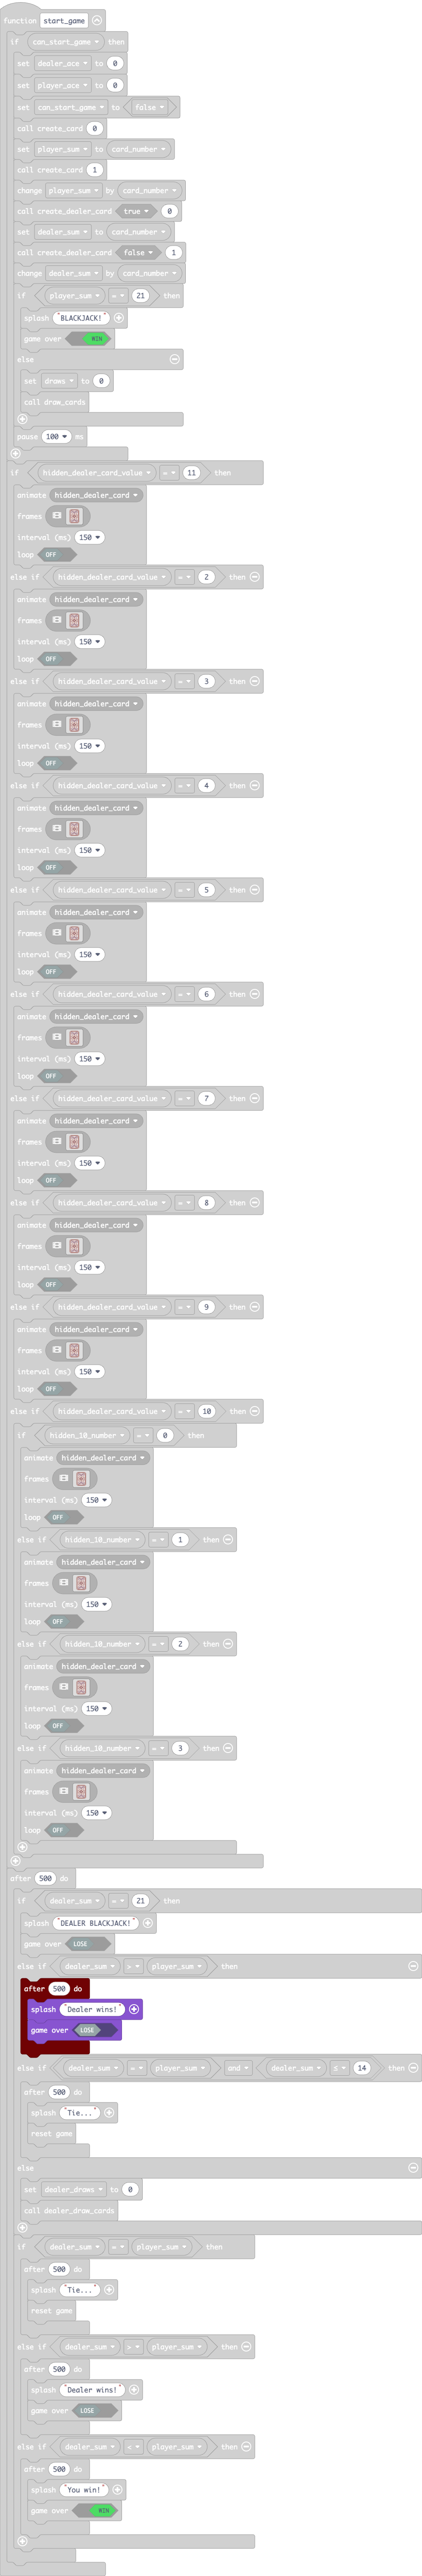 function start_game
if can_start_game then
set dealer_ace to 0
set player_ace to 0
set can_start_game to false
call create_card 0
set player_sum to card_number
call create_card 1
change player_sum by card_number
call create_dealer_card true 0
set dealer_sum to card_number
call create_dealer_card false 1
change dealer_sum by card_number
if player_sum = 21 then
splash "BLACKJACK!"
game over WIN
else
set draws to 0
call draw_cards
pause 100 ms
if hidden_dealer_card_value = 11 then
animate hidden_dealer_card
frames
interval (ms) 150
loop OFF
else if hidden_dealer_card_value = 2 then
animate hidden_dealer_card
frames
interval (ms) 150
loop OFF
else if hidden_dealer_card_value = 3 then
animate hidden_dealer_card
frames
interval (ms) 150
loop OFF
else if hidden_dealer_card_value = 4 then
animate hidden_dealer_card
frames
interval (ms) 150
loop OFF
else if hidden_dealer_card_value = 5 then
animate hidden_dealer_card
frames
interval (ms) 150
loop OFF
else if hidden_dealer_card_value = 6 then
animate hidden_dealer_card
frames
interval (ms) 150
loop OFF
else if hidden_dealer_card_value = 7 then
animate hidden_dealer_card
frames
interval (ms) 150
loop OFF
else if hidden_dealer_card_value = 8 then
animate hidden_dealer_card
frames
interval (ms) 150
loop OFF
else if hidden_dealer_card_value = 9 then
animate hidden_dealer_card
frames
interval (ms) 150
loop OFF
else if hidden_dealer_card_value = 10 then
if hidden_10_number = 0 then
animate hidden_dealer_card
frames
interval (ms) 150
loop OFF
else if hidden_10_number = 1 then
animate hidden_dealer_card
frames
interval (ms) 150
loop OFF
else if hidden_10_number = 2 then
animate hidden_dealer_card
frames
interval (ms) 150
loop OFF
else if hidden_10_number = 3 then
animate hidden_dealer_card
frames
interval (ms) 150
loop OFF
after 500 do
if dealer_sum = 21 then
splash "DEALER BLACKJACK!"
game over LOSE
else if dealer_sum > player_sum then
after 500 do
splash "Dealer wins!"
game over LOSE
else if dealer_sum = player_sum and dealer_sum ≤ 14 then
after 500 do
splash "Tie..."
reset game
else
set dealer_draws to 0
call dealer_draw_cards
if dealer_sum = player_sum then
after 500 do
splash "Tie..."
reset game
else if dealer_sum > player_sum then
after 500 do
splash "Dealer wins!"
game over LOSE
else if dealer_sum < player_sum then
after 500 do
splash "You win!"
game over WIN